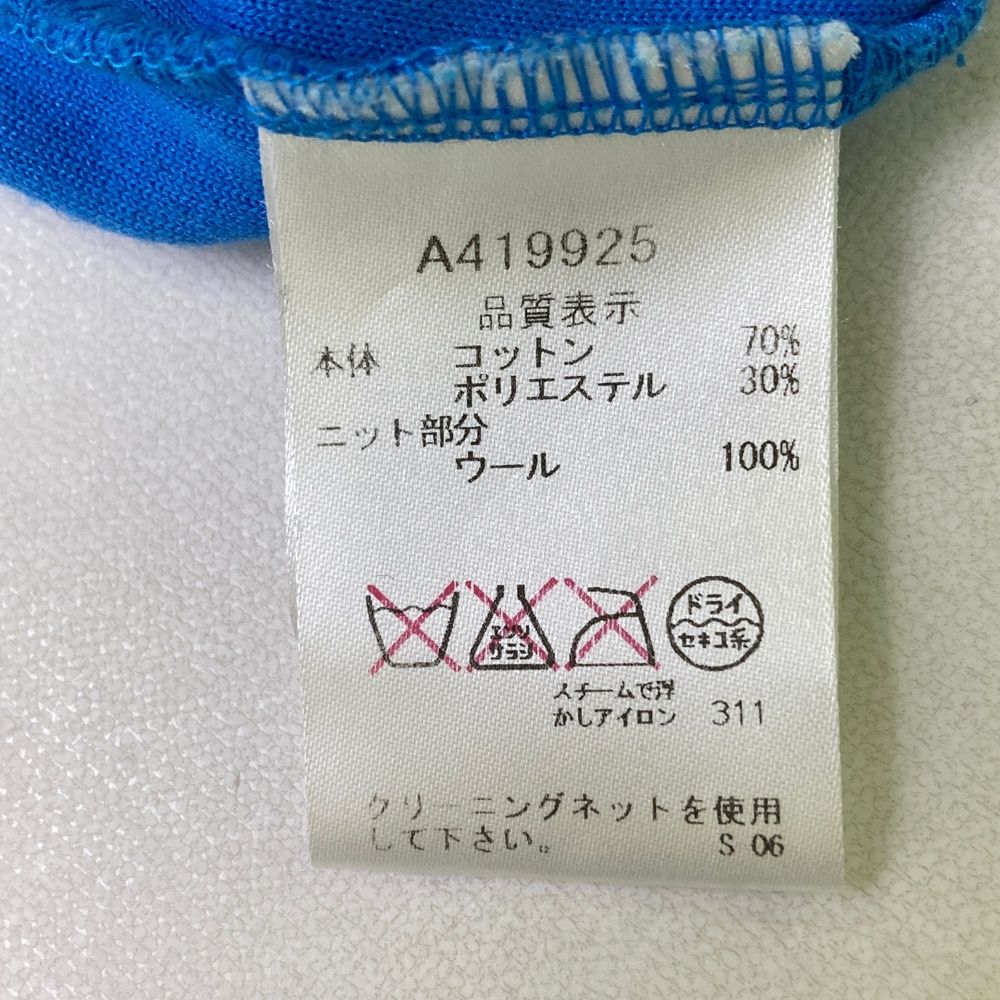 A419925
品質表示
本体 コットン 70%
ポリエステル 30%
ニット部分
ウール 100%
エンソ
サラシ
ドライ
セキユ系
スチームで浮
かしアイロン 311
クリーニングネットを使用
して下さい。 S 06